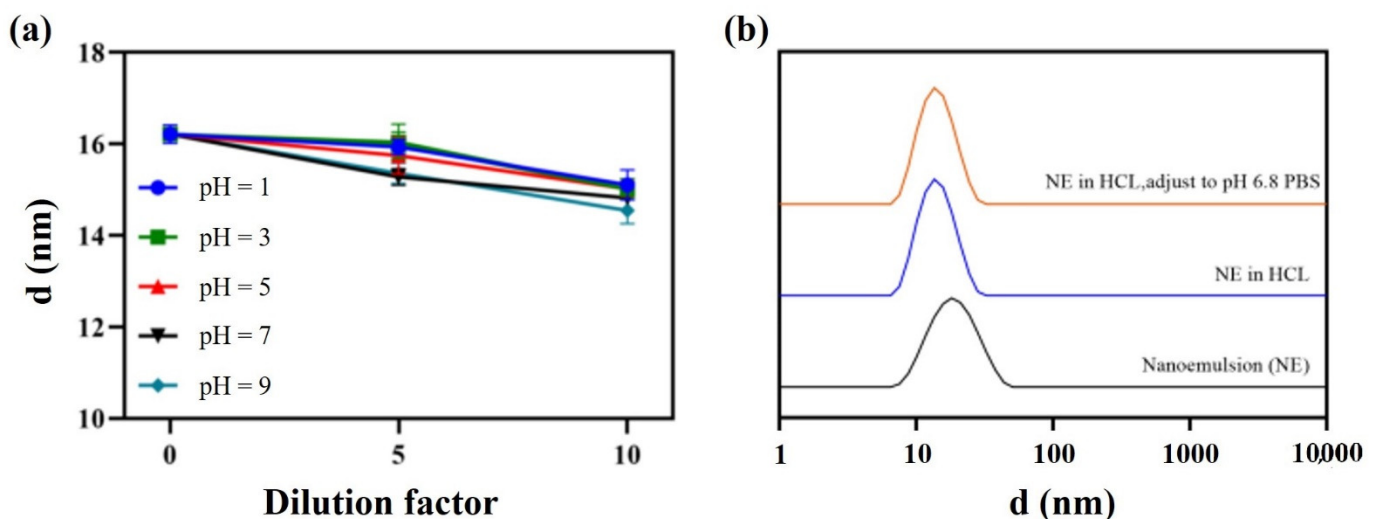 (a)
18
16
14
12
10
d (nm)
pH = 1
pH = 3
pH = 5
pH = 7
pH = 9
0 5 10
Dilution factor
(b)
NE in HCL,adjust to pH 6.8 PBS
NE in HCL
Nanoemulsion (NE)
1 10 100 1000 10,000
d (nm)